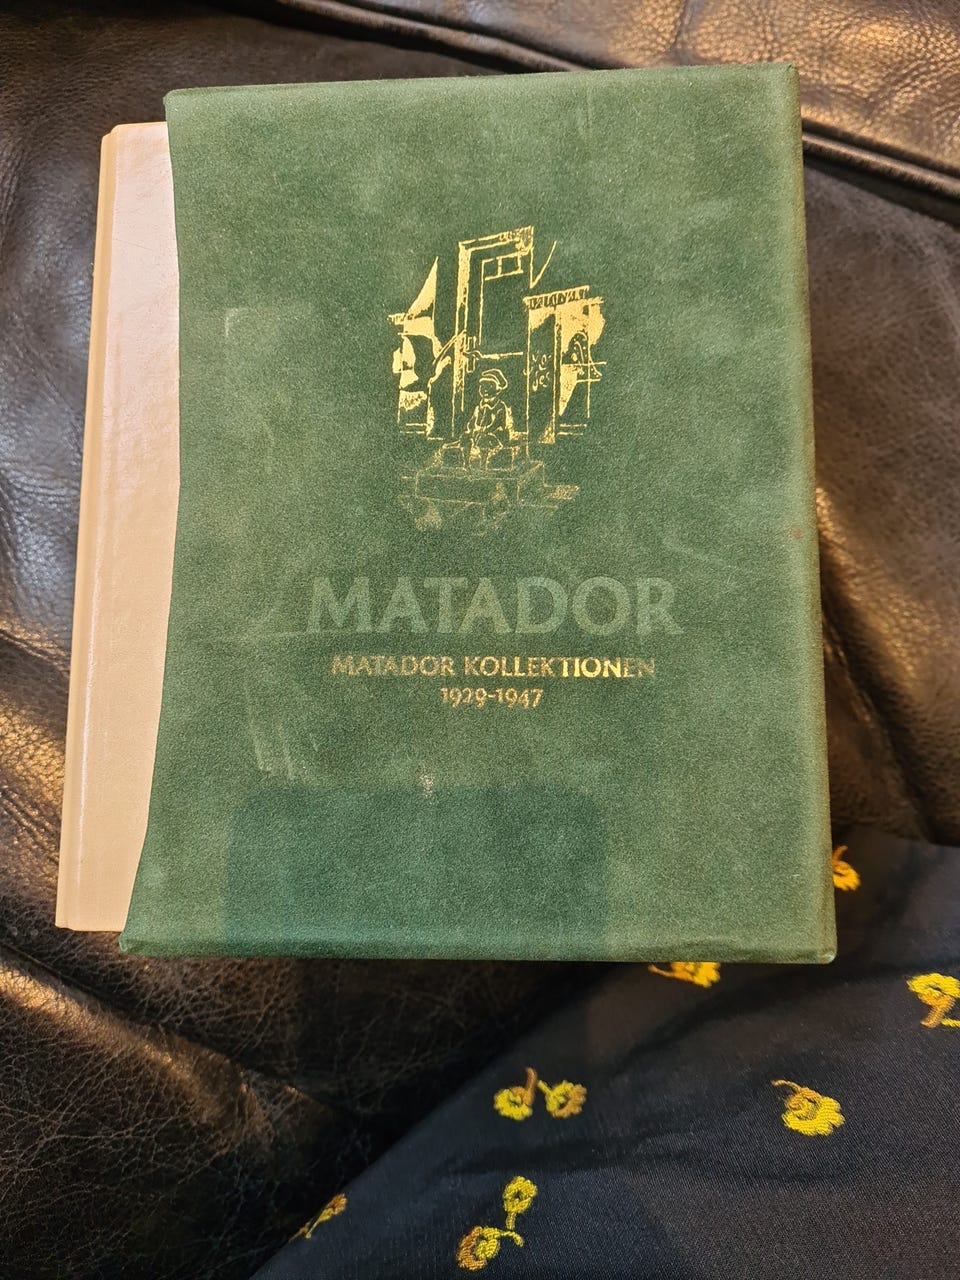 MATADOR
MATADOR KOLLEKTIONEN
1929-1947